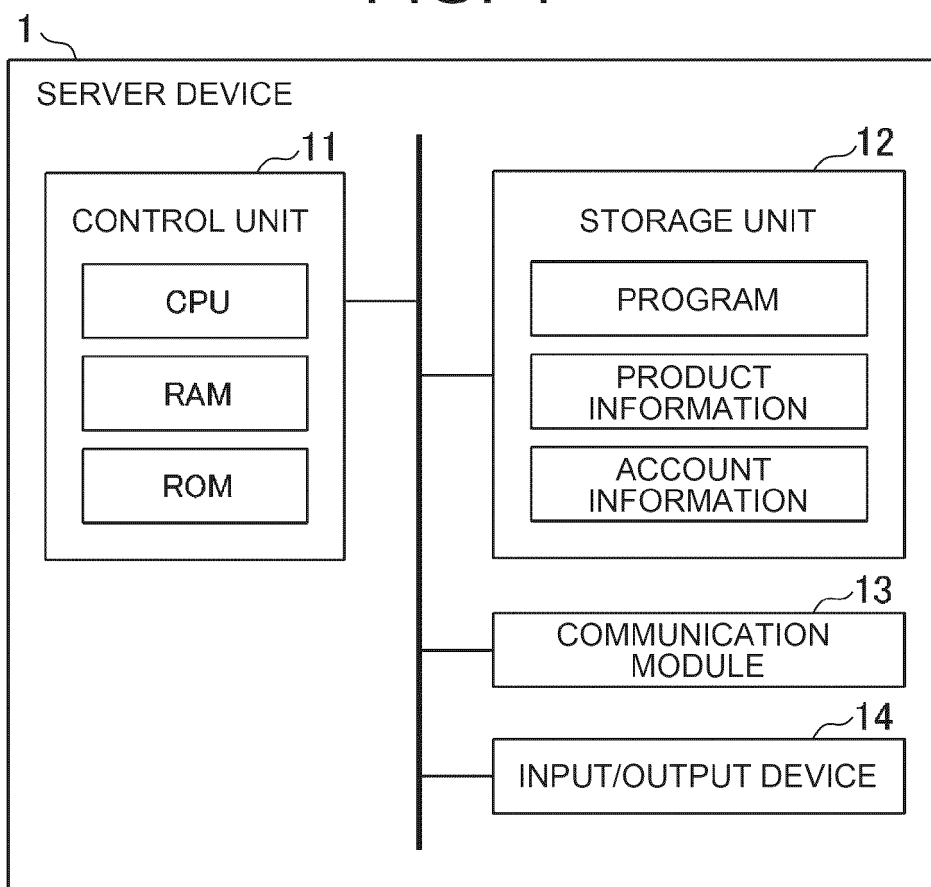 1
SERVER DEVICE
11
CONTROL UNIT
CPU
RAM
ROM
12
STORAGE UNIT
PROGRAM
PRODUCT
INFORMATION
ACCOUNT
INFORMATION
13
COMMUNICATION
MODULE
14
INPUT/OUTPUT DEVICE